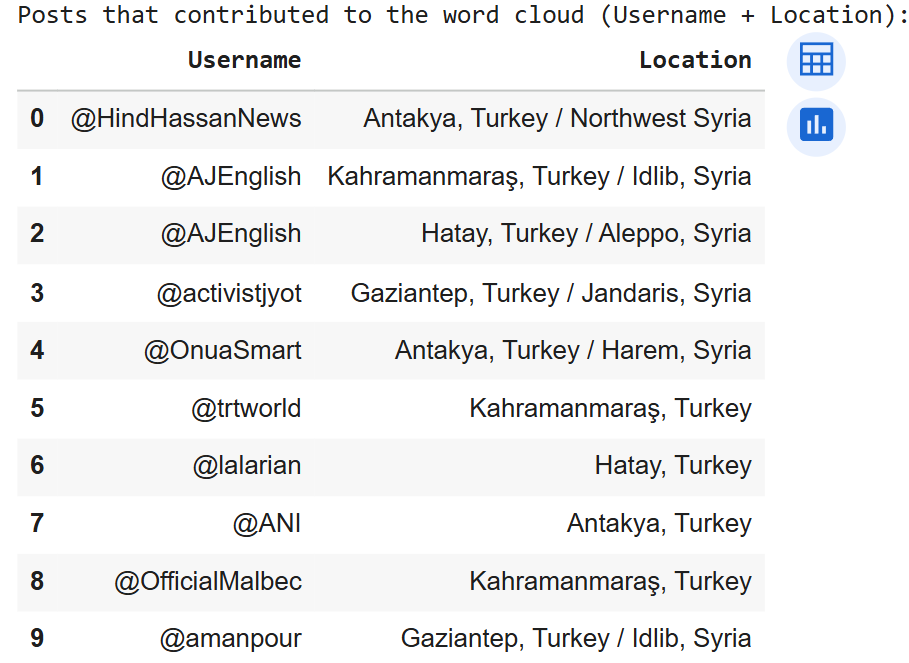 Posts that contributed to the word cloud (Username + Location):
Username Location
0 @HindHassanNews Antakya, Turkey / Northwest Syria
1 @AJEnglish Kahramanmaraş, Turkey / Idlib, Syria
2 @AJEnglish Hatay, Turkey / Aleppo, Syria
3 @activistjyot Gaziantep, Turkey / Jandaris, Syria
4 @OnuaSmart Antakya, Turkey / Harem, Syria
5 @trtworld Kahramanmaraş, Turkey
6 @lalarian Hatay, Turkey
7 @ANI Antakya, Turkey
8 @OfficialMalbec Kahramanmaraş, Turkey
9 @amanpour Gaziantep, Turkey / Idlib, Syria